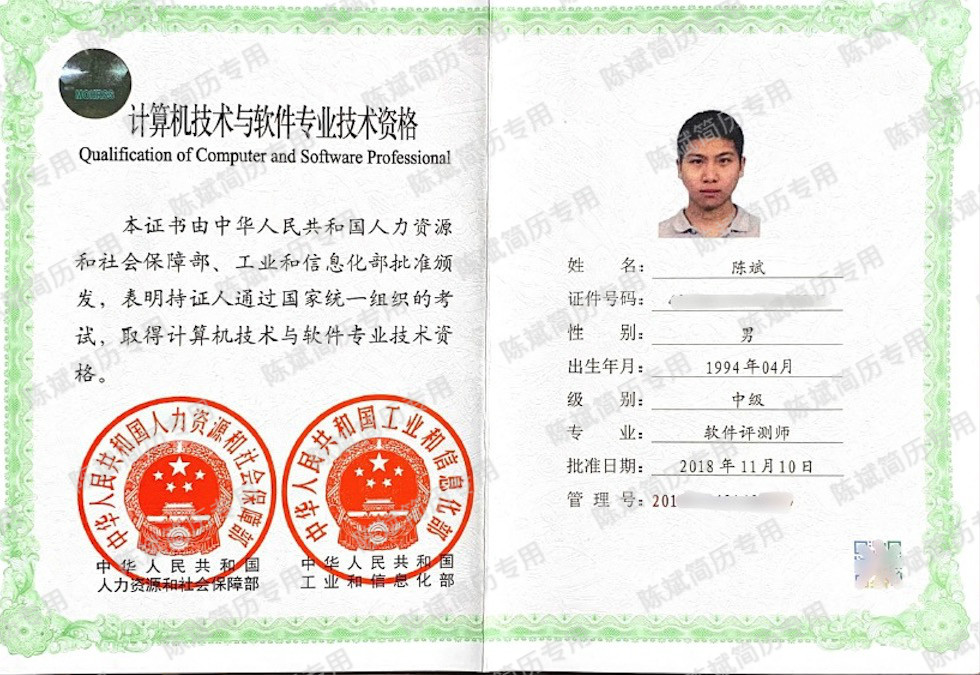 MOHRSS
计算机技术与软件专业技术资格
Qualification of Computer and Software Professional
本证书由中华人民共和国人力资源
和社会保障部、工业和信息化部批准颁
发，表明持证人通过国家统一组织的考
试，取得计算机技术与软件专业技术资
格。
中华人民共和国人力资源和社会保障部
中华人民共和国工业和信息化部
中华人民共和国
人力资源和社会保障部
中华人民共和国
工业和信息化部
姓 名：陈斌
证件号码：
性 别：男
出生年月：1994年04月
级 别：中级
专 业：软件评测师
批准日期：2018年11月10日
管 理 号：201
陈斌简历专用